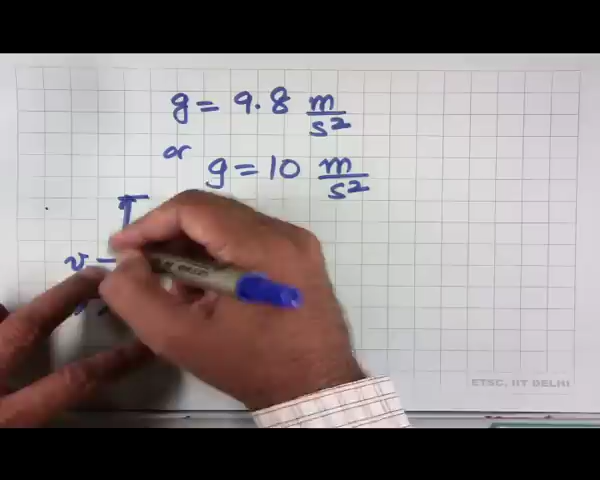 g = 9.8 m/s²
or
g = 10 m/s²
v
ETSC, IIT DELHI